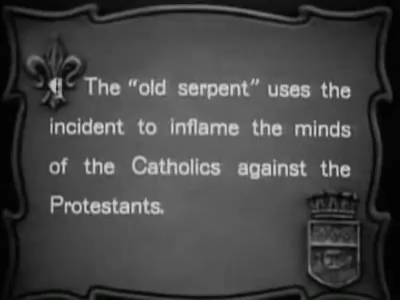 The "old serpent" uses the
incident to inflame the minds
of the Catholics against the
Protestants.